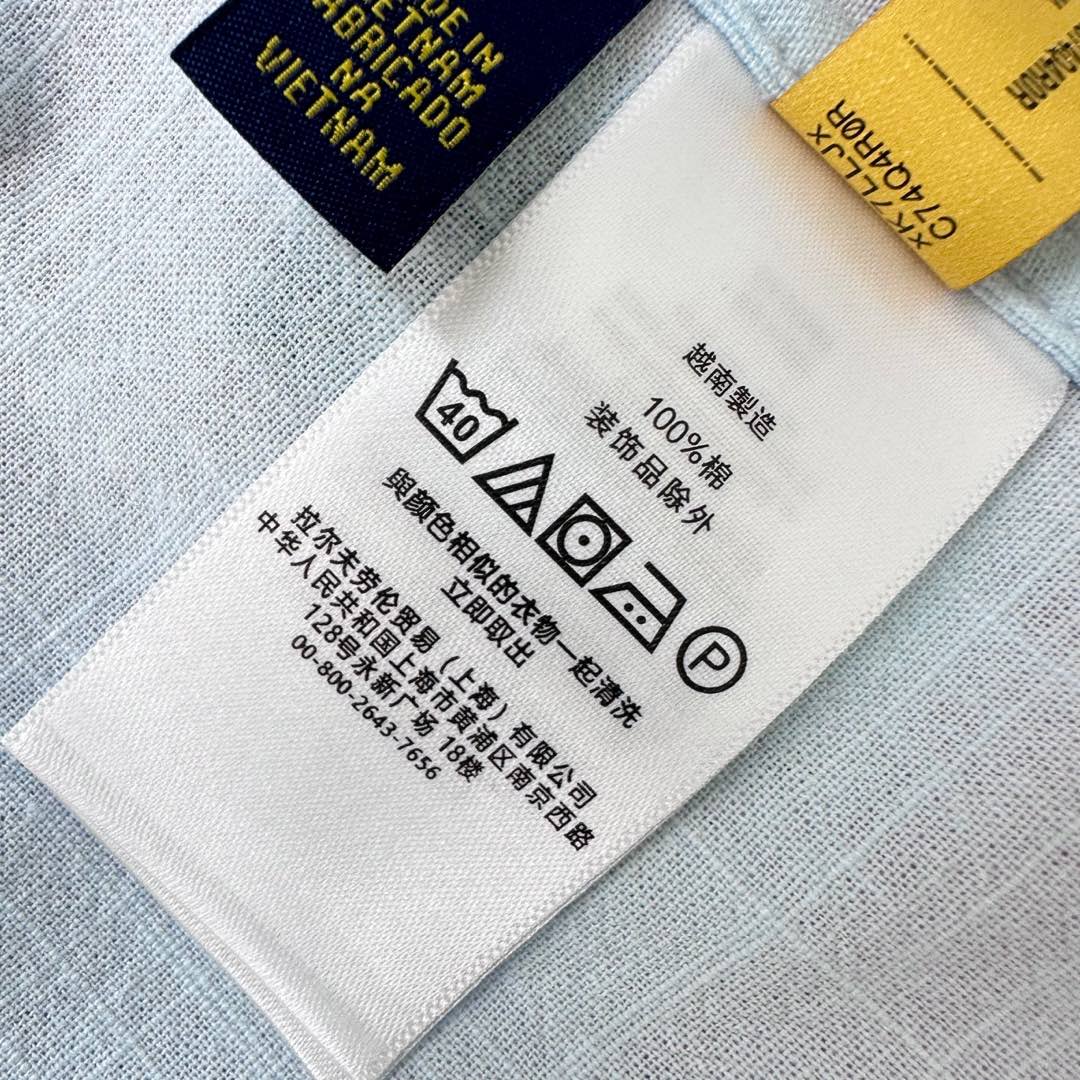 DE IN
VIETNAM
FABRICADO
NA
VIETNAM
C74Q4R0R
越南製造
100%棉
装饰品除外
40
P
與颜色相似的衣物一起清洗
立即取出
拉尔夫劳伦贸易（上海）有限公司
中华人民共和国上海市黄浦区南京西路
128号永新广场 18楼
00-800-2643-7656